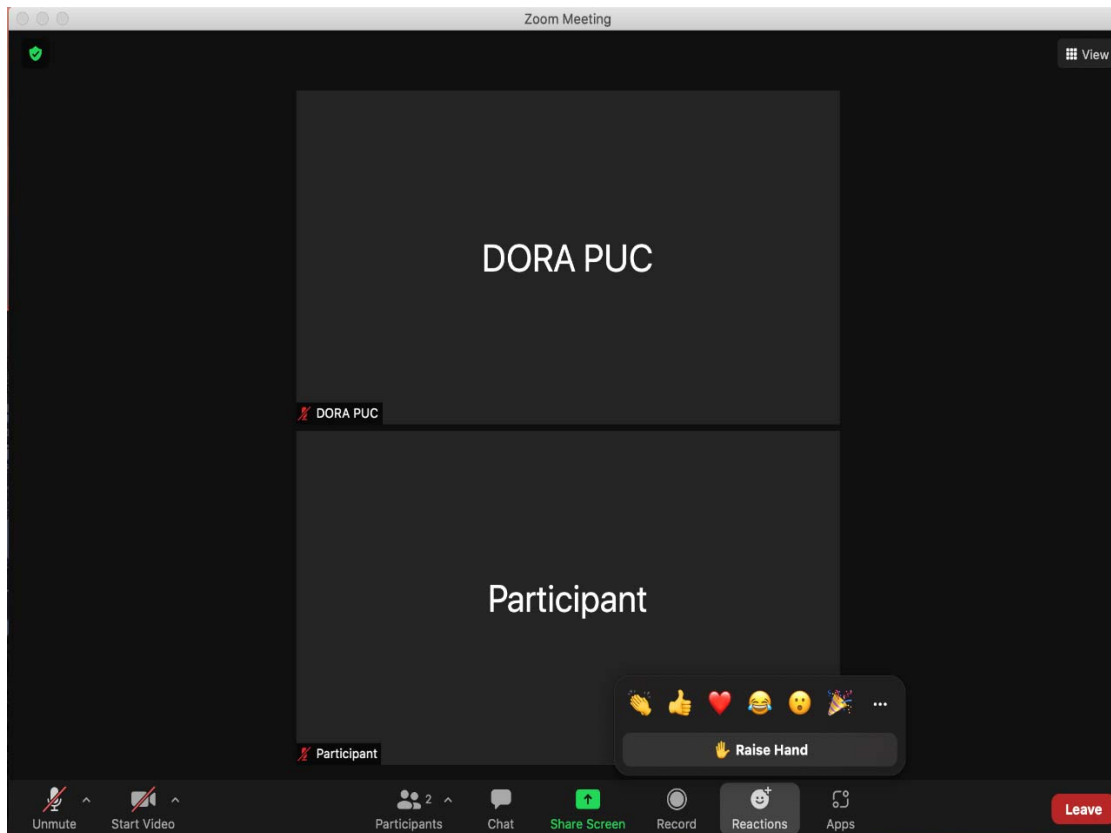 Zoom Meeting
View
DORA PUC
DORA PUC
Participant
Participant
Raise Hand
Unmute
Start Video
2
Participants
Chat
Share Screen
Record
Reactions
Apps
Leave